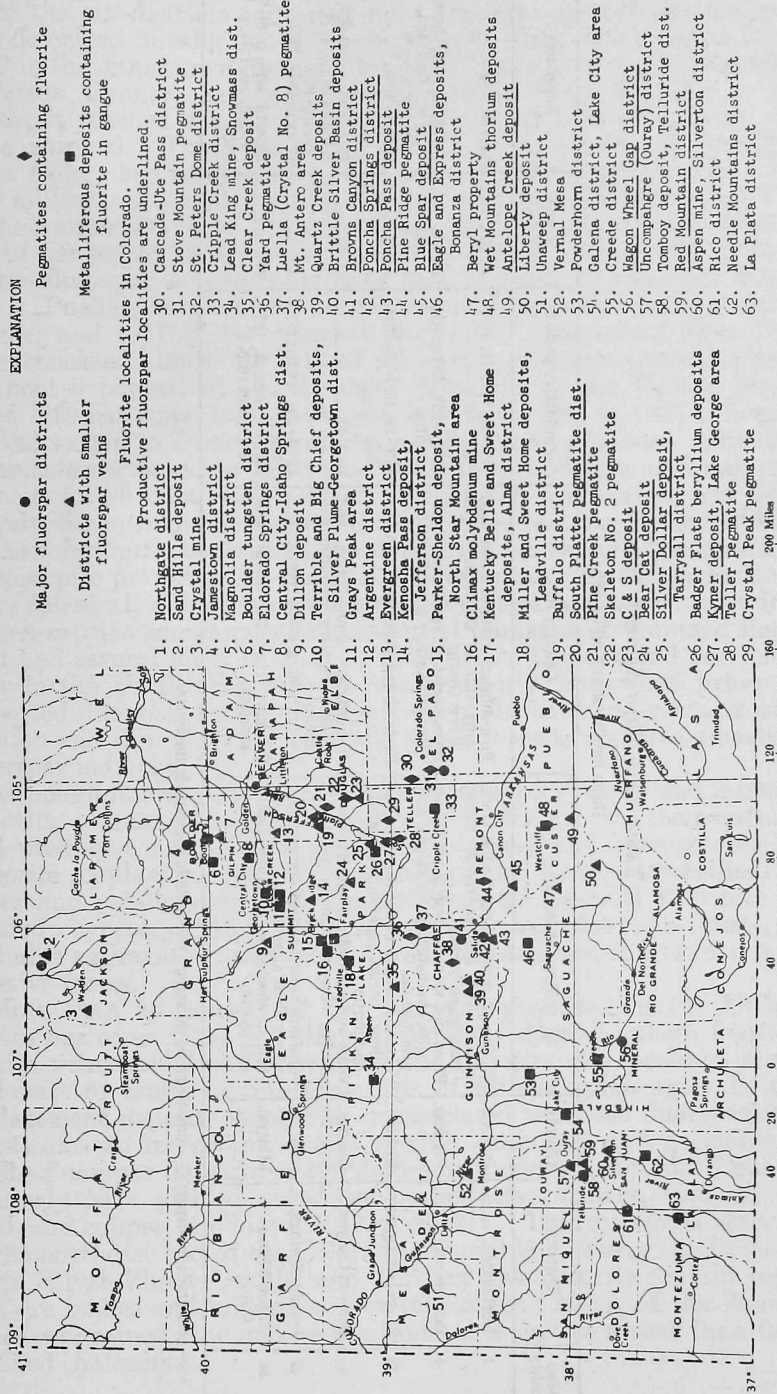 EXPLANATION
Major fluorspar districts
Pegmatites containing fluorite
Districts with smaller
fluorspar veins
Metalliferous deposits containing
fluorite in gangue
Fluorite localities in Colorado.
Productive fluorspar localities are underlined.
1. Northgate district
2. Sand Hills deposit
3. Crystal mine
4. Jamestown district
5. Magnolia district
6. Boulder tungsten district
7. Eldorado Springs district
8. Central City-Idaho Springs dist.
9. Dillon deposit
10. Terrible and Big Chief deposits,
Silver Plume-Georgetown dist.
11. Grays Peak area
12. Argentine district
13. Evergreen district
14. Kenosha Pass deposit,
Jefferson district
15. Parker-Sheldon deposit,
North Star Mountain area
16. Climax molybdenum mine
17. Kentucky Belle and Sweet Home
deposits, Alma district
18. Miller and Sweet Home deposits,
Leadville district
19. Buffalo district
20. South Platte pegmatite dist.
21. Pine Creek pegmatite
22. Skeleton No. 2 pegmatite
23. C & S deposit
24. Bear Cat deposit
25. Silver Dollar deposit,
Tarryall district
26. Badger Flats beryllium deposits
27. Kyner deposit, Lake George area
28. Teller pegmatite
29. Crystal Peak pegmatite
30. Cascade-Ute Pass district
31. Stove Mountain pegmatite
32. St. Peters Dome district
33. Cripple Creek district
34. Lead King mine, Snowmass dist.
35. Clear Creek deposit
36. Yard pegmatite
37. Luella (Crystal No. 8) pegmatite
38. Mt. Antero area
39. Quartz Creek deposits
40. Brittle Silver Basin deposits
41. Browns Canyon district
42. Poncha Springs district
43. Poncha Pass deposit
44. Pine Ridge pegmatite
45. Blue Spar deposit
46. Eagle and Express deposits,
Bonanza district
47. Beryl property
48. Wet Mountains thorium deposits
49. Antelope Creek deposit
50. Liberty deposit
51. Unaweep district
52. Vernal Mesa
53. Powderhorn district
54. Galena district, Lake City area
55. Creede district
56. Wagon Wheel Gap district
57. Uncompahgre (Ouray) district
58. Tomboy deposit, Telluride dist.
59. Red Mountain district
60. Aspen mine, Silverton district
61. Rico district
62. Needle Mountains district
63. La Plata district
109°
108°
107°
106°
105°
41°
40°
39°
38°
37°
MOFFAT
ROUTT
JACKSON
LARIMER
WEL
RIO BLANCO
GRAND
BOULDER
ADAM
GARFIELD
EAGLE
SUMMIT
GILPIN
DENVER
ARAPAH
ELBE
DOUGLAS
PITKIN
LAKE
PARK
TELLER
EL PASO
MESA
DELTA
GUNNISON
CHAFFEE
FREMONT
PUEBLO
MONTROSE
OURAY
SAGUACHE
CUSTER
SAN MIGUEL
DOLORES
SAN JUAN
MINERAL
RIO GRANDE
ALAMOSA
HUERFANO
LAS A
MONTEZUMA
LA PLATA
ARCHULETA
CONEJOS
COSTILLA
Craig
Steamboat Springs
Walden
Fort Collins
Greeley
Cache la Poudre
Meeker
Hot Sulphur Springs
Boulder
Brighton
Central City
Golden
Georgetown
Littleton
Castle Rock
Kiowa
Glenwood Springs
Eagle
Breckenridge
Leadville
Fairplay
Aspen
Grand Junction
Delta
Montrose
Gunnison
Salida
Canon City
Cripple Creek
Colorado Springs
Pueblo
Westcliffe
Saguache
Ouray
Lake City
Telluride
Silverton
Creede
Del Norte
Alamosa
Walsenburg
Trinidad
San Luis
Conejos
Pagosa Springs
Durango
Cortez
Dove Creek
Yampa River
White River
COLORADO RIVER
Gunnison River
Dolores River
Animas River
Rio Grande
ARKANSAS River
Huerfano River
Cucharas
Apishapa
40 20 0 40 80 120 160 200 Miles